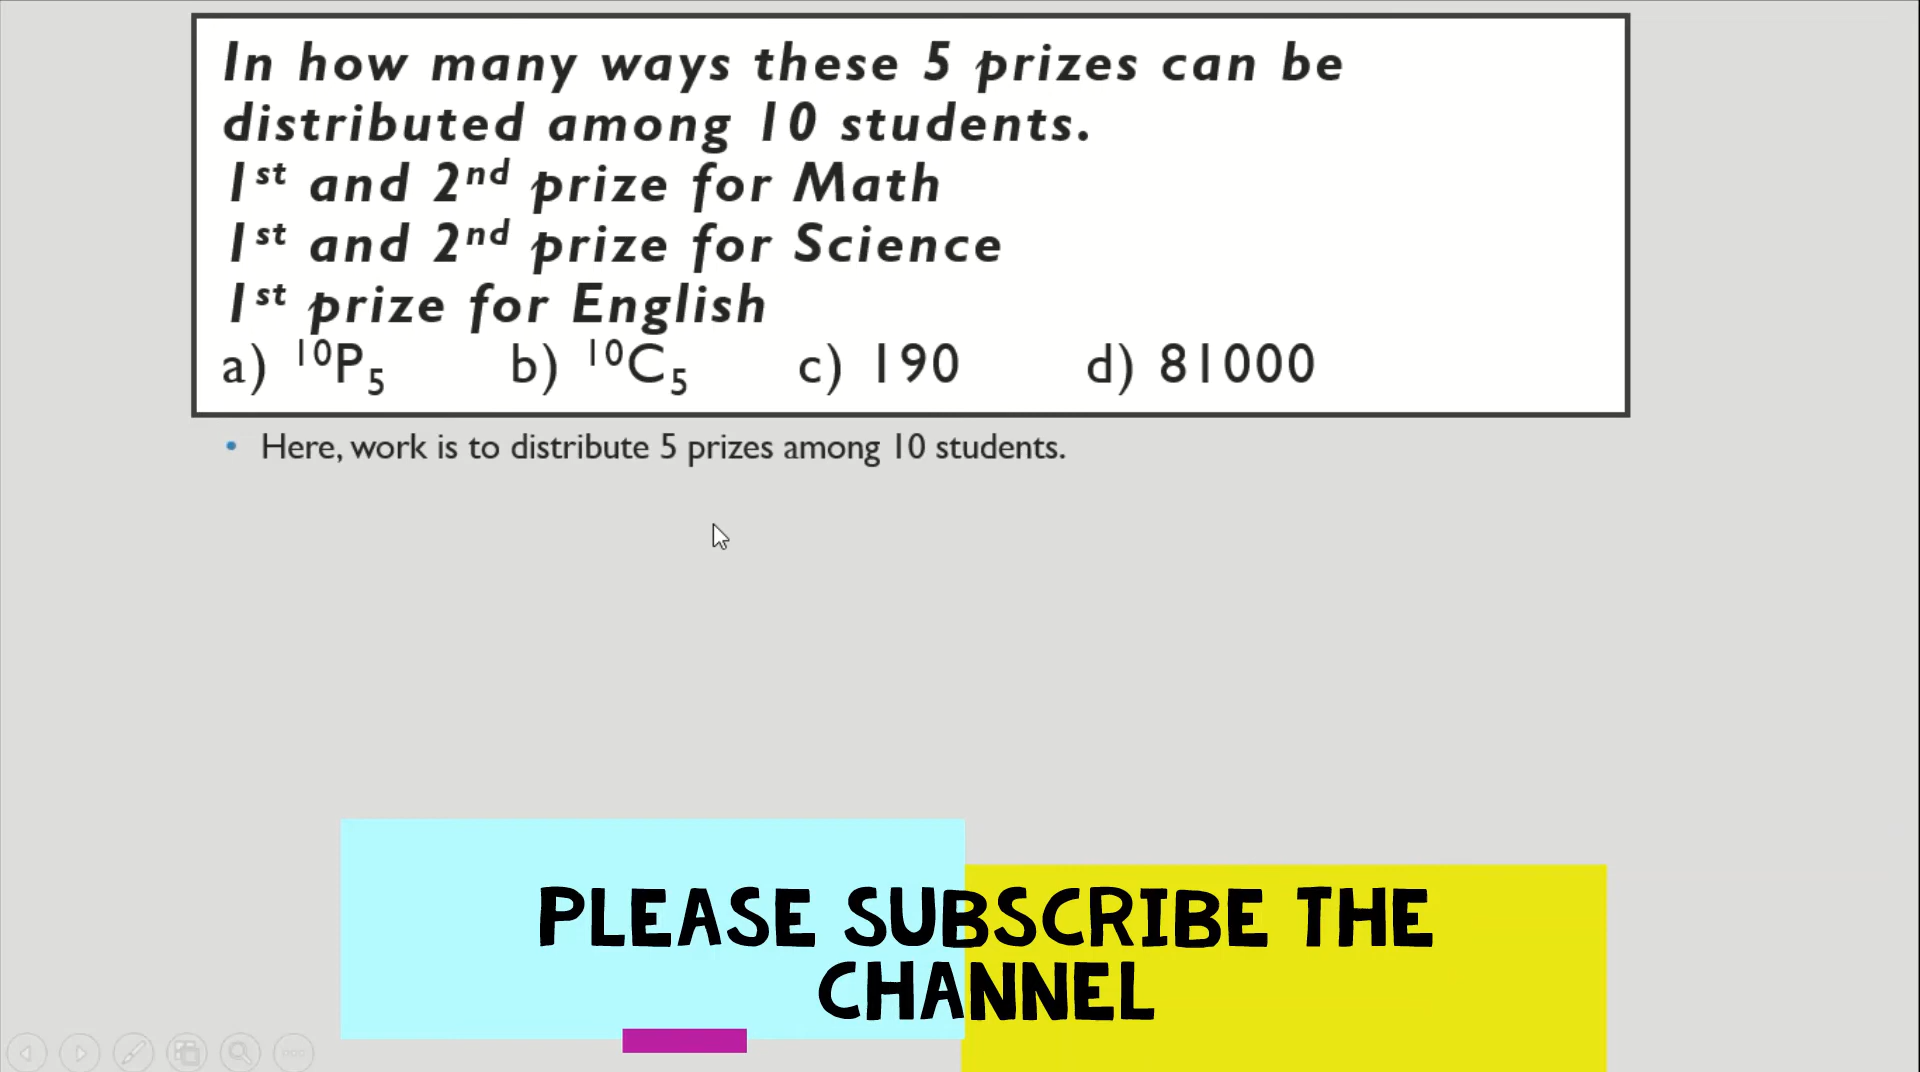 In how many ways these 5 prizes can be
distributed among 10 students.
1st and 2nd prize for Math
1st and 2nd prize for Science
1st prize for English
a) ¹⁰P₅ b) ¹⁰C₅ c) 190 d) 81000
• Here, work is to distribute 5 prizes among 10 students.
PLEASE SUBSCRIBE THE
CHANNEL